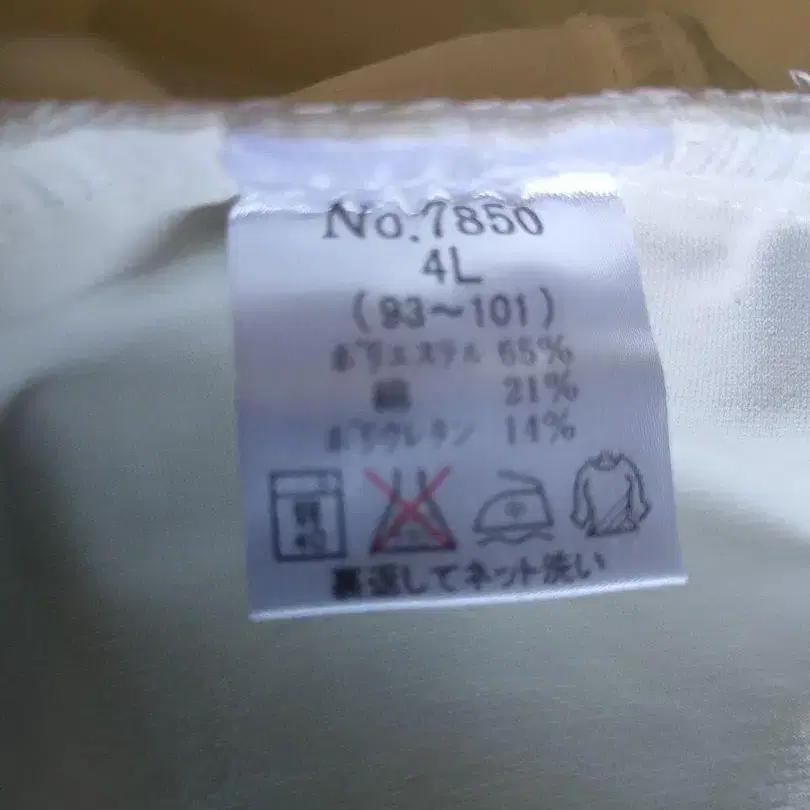 No.7850
4L
(93〜101)
ポリエステル 65%
綿 21%
ポリウレタン 14%
弱
40
中
裏返してネット洗い